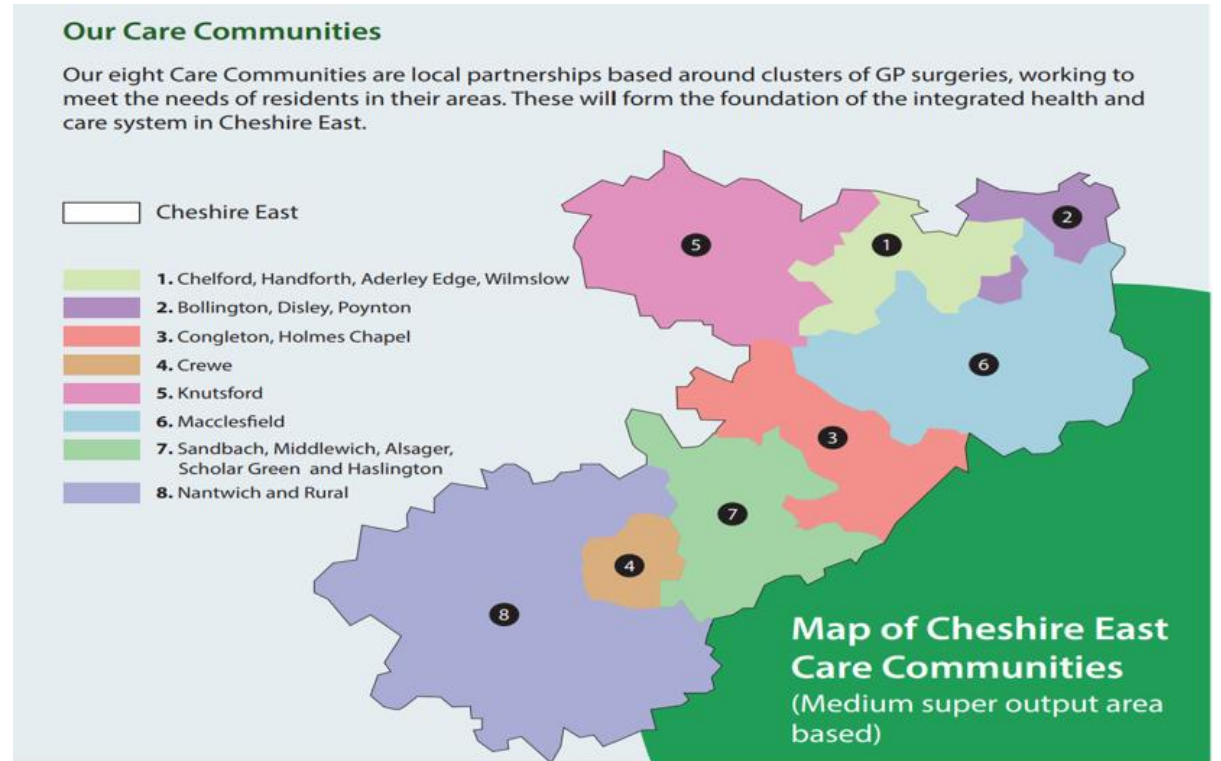 Our Care Communities
Our eight Care Communities are local partnerships based around clusters of GP surgeries, working to
meet the needs of residents in their areas. These will form the foundation of the integrated health and
care system in Cheshire East.
Cheshire East
1. Chelford, Handforth, Aderley Edge, Wilmslow
2. Bollington, Disley, Poynton
3. Congleton, Holmes Chapel
4. Crewe
5. Knutsford
6. Macclesfield
7. Sandbach, Middlewich, Alsager,
Scholar Green and Haslington
8. Nantwich and Rural
2
5
1
6
3
7
4
8
Map of Cheshire East
Care Communities
(Medium super output area
based)